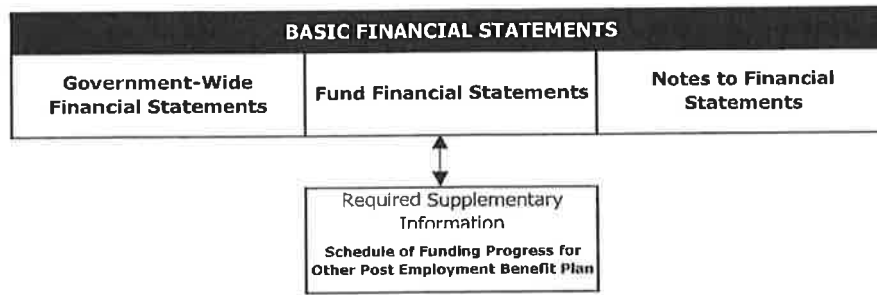 BASIC FINANCIAL STATEMENTS
Government-Wide
Financial Statements
Fund Financial Statements
Notes to Financial
Statements
Required Supplementary
Information
Schedule of Funding Progress for
Other Post Employment Benefit Plan